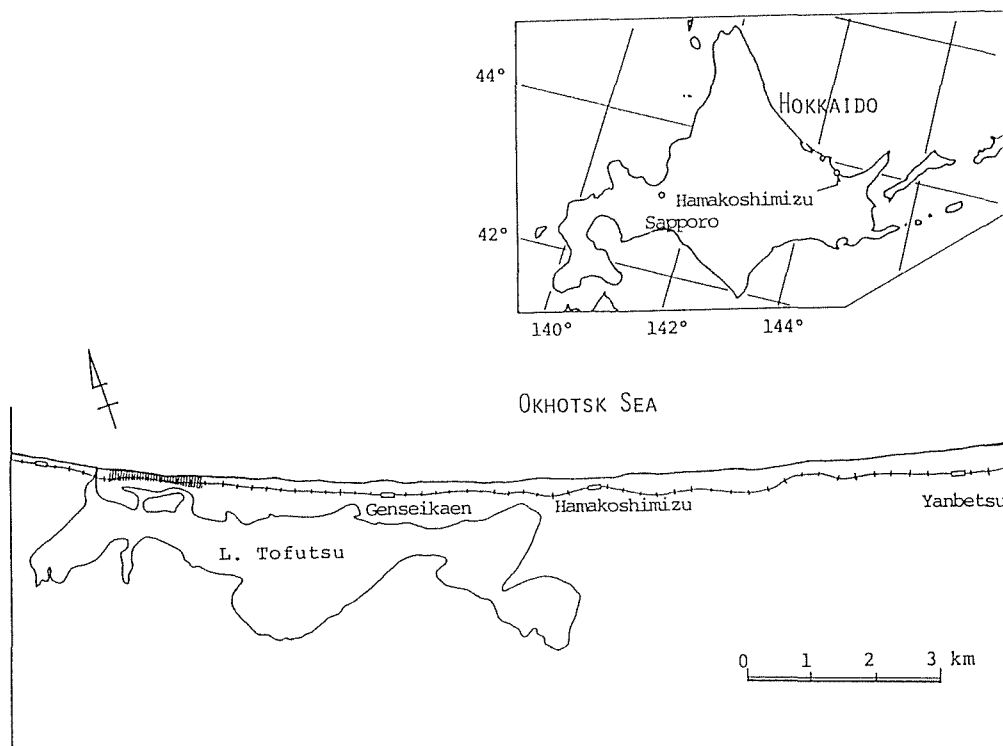 44°
HOKKAIDO
Hamakoshimizu
Sapporo
42°
140° 142° 144°
OKHOTSK SEA
Genseikaen Hamakoshimizu Yanbetsu
L. Tofutsu
0 1 2 3 km